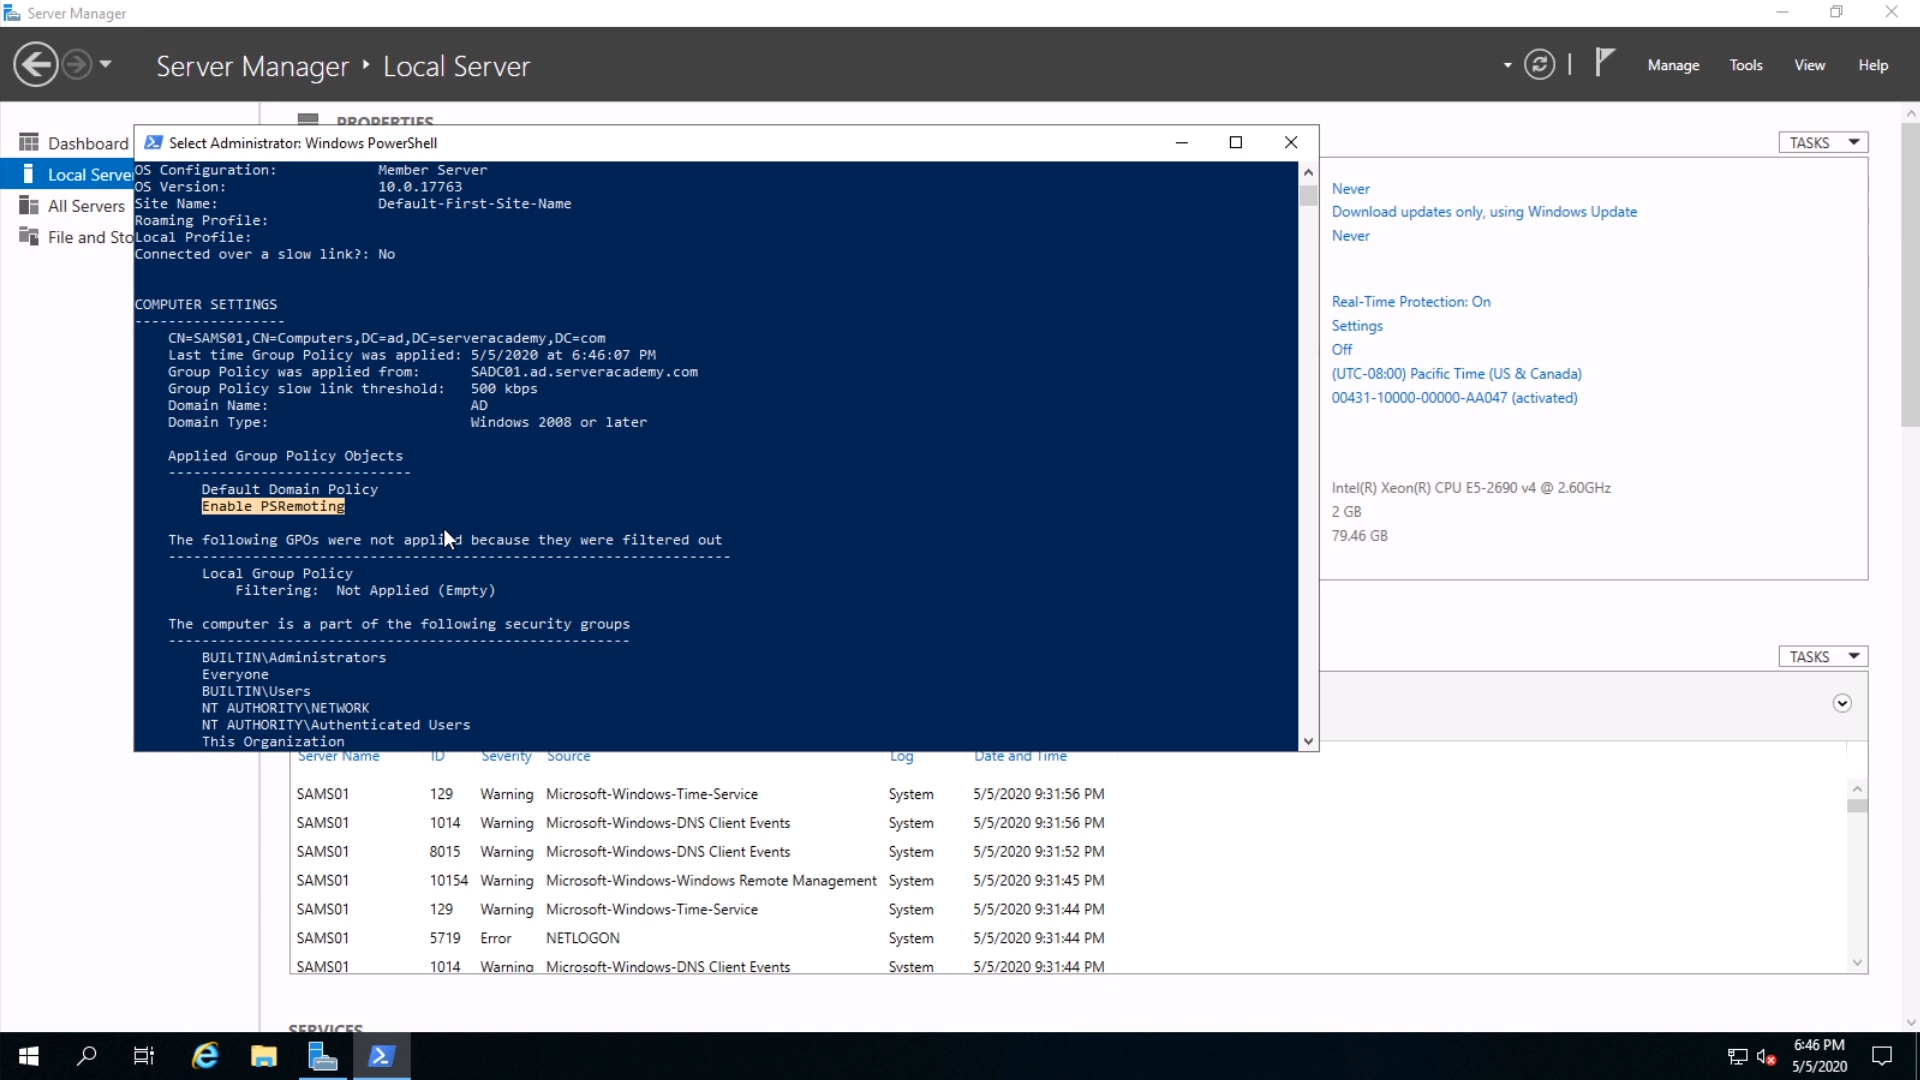 Server Manager
Server Manager ‣ Local Server
Manage Tools View Help
PROPERTIES
TASKS
Dashboard
Local Serve
All Servers
File and Sto
Select Administrator: Windows PowerShell
OS Configuration: Member Server
OS Version: 10.0.17763
Site Name: Default-First-Site-Name
Roaming Profile:
Local Profile:
Connected over a slow link?: No
COMPUTER SETTINGS
------------------
CN=SAMS01,CN=Computers,DC=ad,DC=serveracademy,DC=com
Last time Group Policy was applied: 5/5/2020 at 6:46:07 PM
Group Policy was applied from: SADC01.ad.serveracademy.com
Group Policy slow link threshold: 500 kbps
Domain Name: AD
Domain Type: Windows 2008 or later
Applied Group Policy Objects
-----------------------------
Default Domain Policy
Enable PSRemoting
The following GPOs were not applied because they were filtered out
-------------------------------------------------------------------
Local Group Policy
Filtering: Not Applied (Empty)
The computer is a part of the following security groups
-------------------------------------------------------
BUILTIN\Administrators
Everyone
BUILTIN\Users
NT AUTHORITY\NETWORK
NT AUTHORITY\Authenticated Users
This Organization
Never
Download updates only, using Windows Update
Never
Real-Time Protection: On
Settings
Off
(UTC-08:00) Pacific Time (US & Canada)
00431-10000-00000-AA047 (activated)
Intel(R) Xeon(R) CPU E5-2690 v4 @ 2.60GHz
2 GB
79.46 GB
TASKS
Server Name ID Severity Source Log Date and Time
SAMS01 129 Warning Microsoft-Windows-Time-Service System 5/5/2020 9:31:56 PM
SAMS01 1014 Warning Microsoft-Windows-DNS Client Events System 5/5/2020 9:31:56 PM
SAMS01 8015 Warning Microsoft-Windows-DNS Client Events System 5/5/2020 9:31:52 PM
SAMS01 10154 Warning Microsoft-Windows-Windows Remote Management System 5/5/2020 9:31:45 PM
SAMS01 129 Warning Microsoft-Windows-Time-Service System 5/5/2020 9:31:44 PM
SAMS01 5719 Error NETLOGON System 5/5/2020 9:31:44 PM
SAMS01 1014 Warning Microsoft-Windows-DNS Client Events System 5/5/2020 9:31:44 PM
SERVICES
6:46 PM
5/5/2020